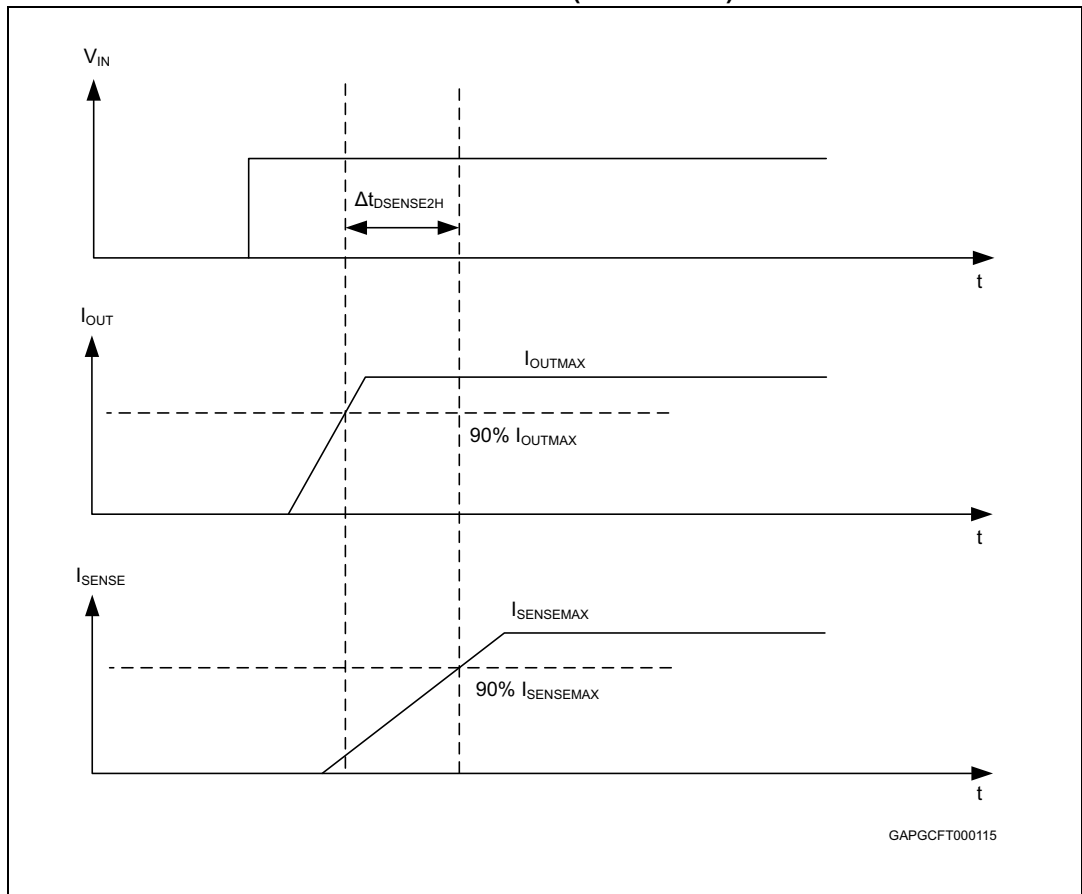 V_IN
Δt_DSENSE2H
t
I_OUT
I_OUTMAX
90% I_OUTMAX
t
I_SENSE
I_SENSEMAX
90% I_SENSEMAX
t
GAPGCFT000115